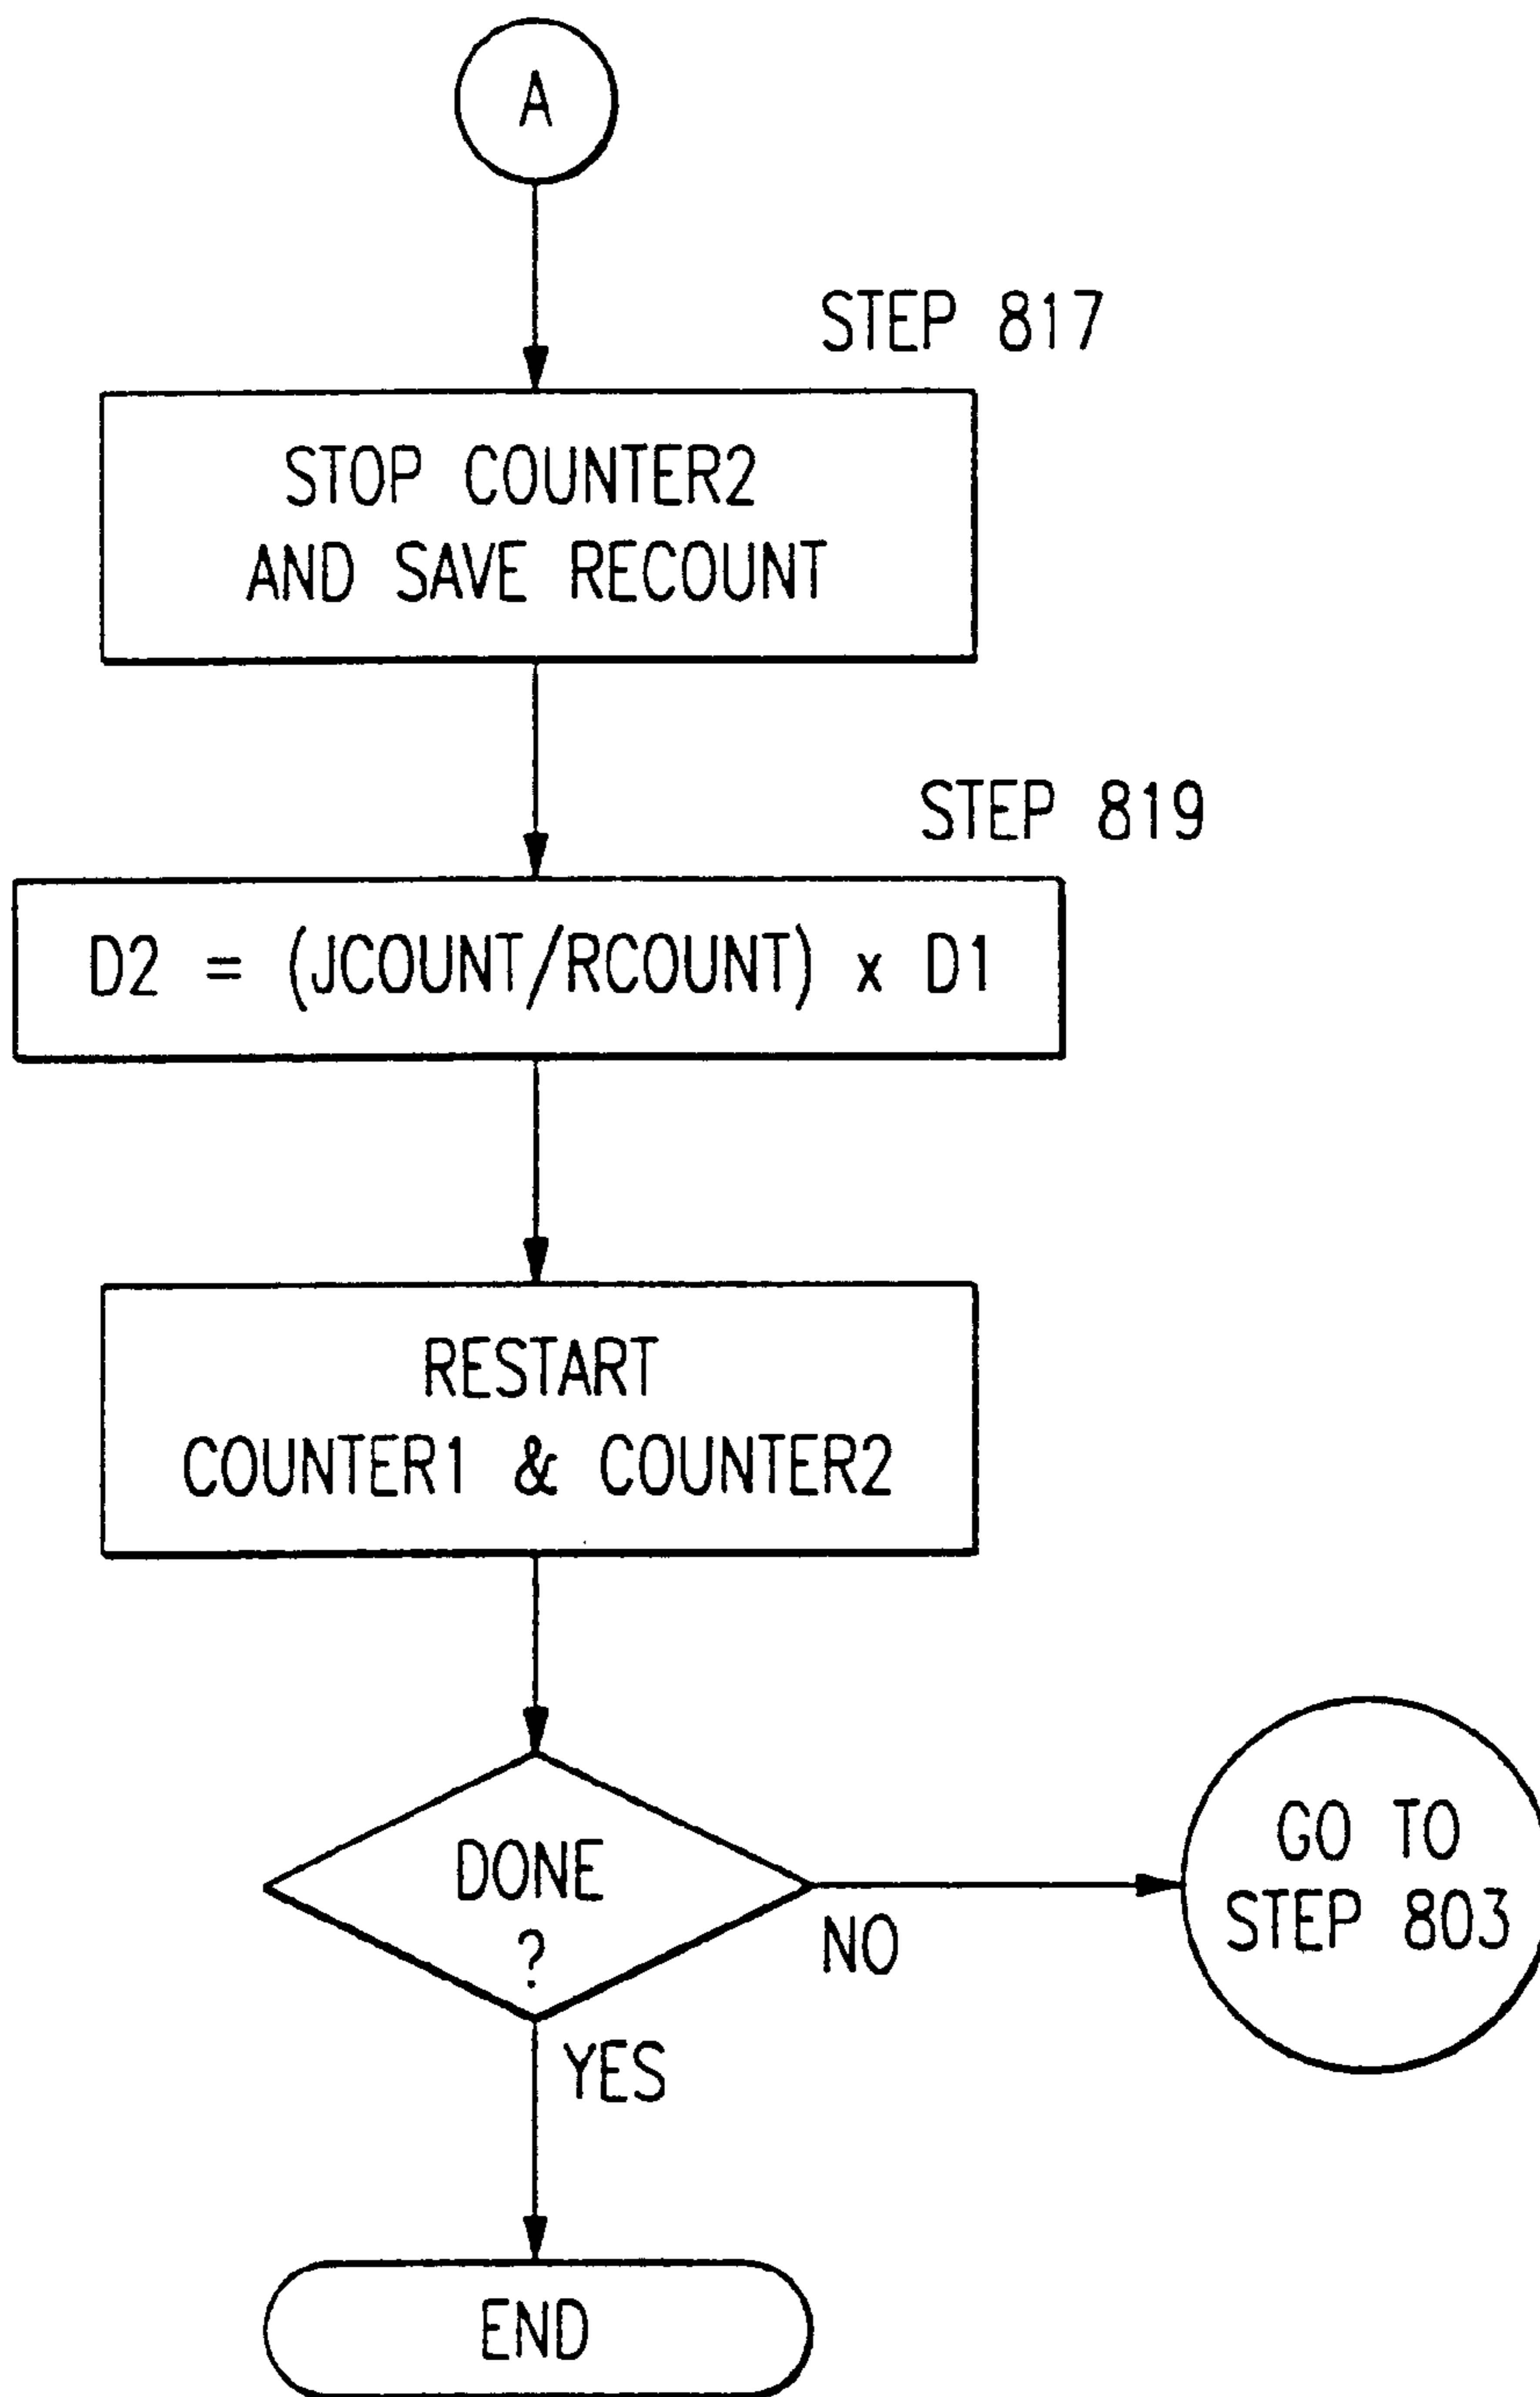 A
STEP 817
STOP COUNTER2
AND SAVE RECOUNT
STEP 819
D2 = (JCOUNT/RCOUNT) x D1
RESTART
COUNTER1 & COUNTER2
DONE
?
NO
GO TO
STEP 803
YES
END